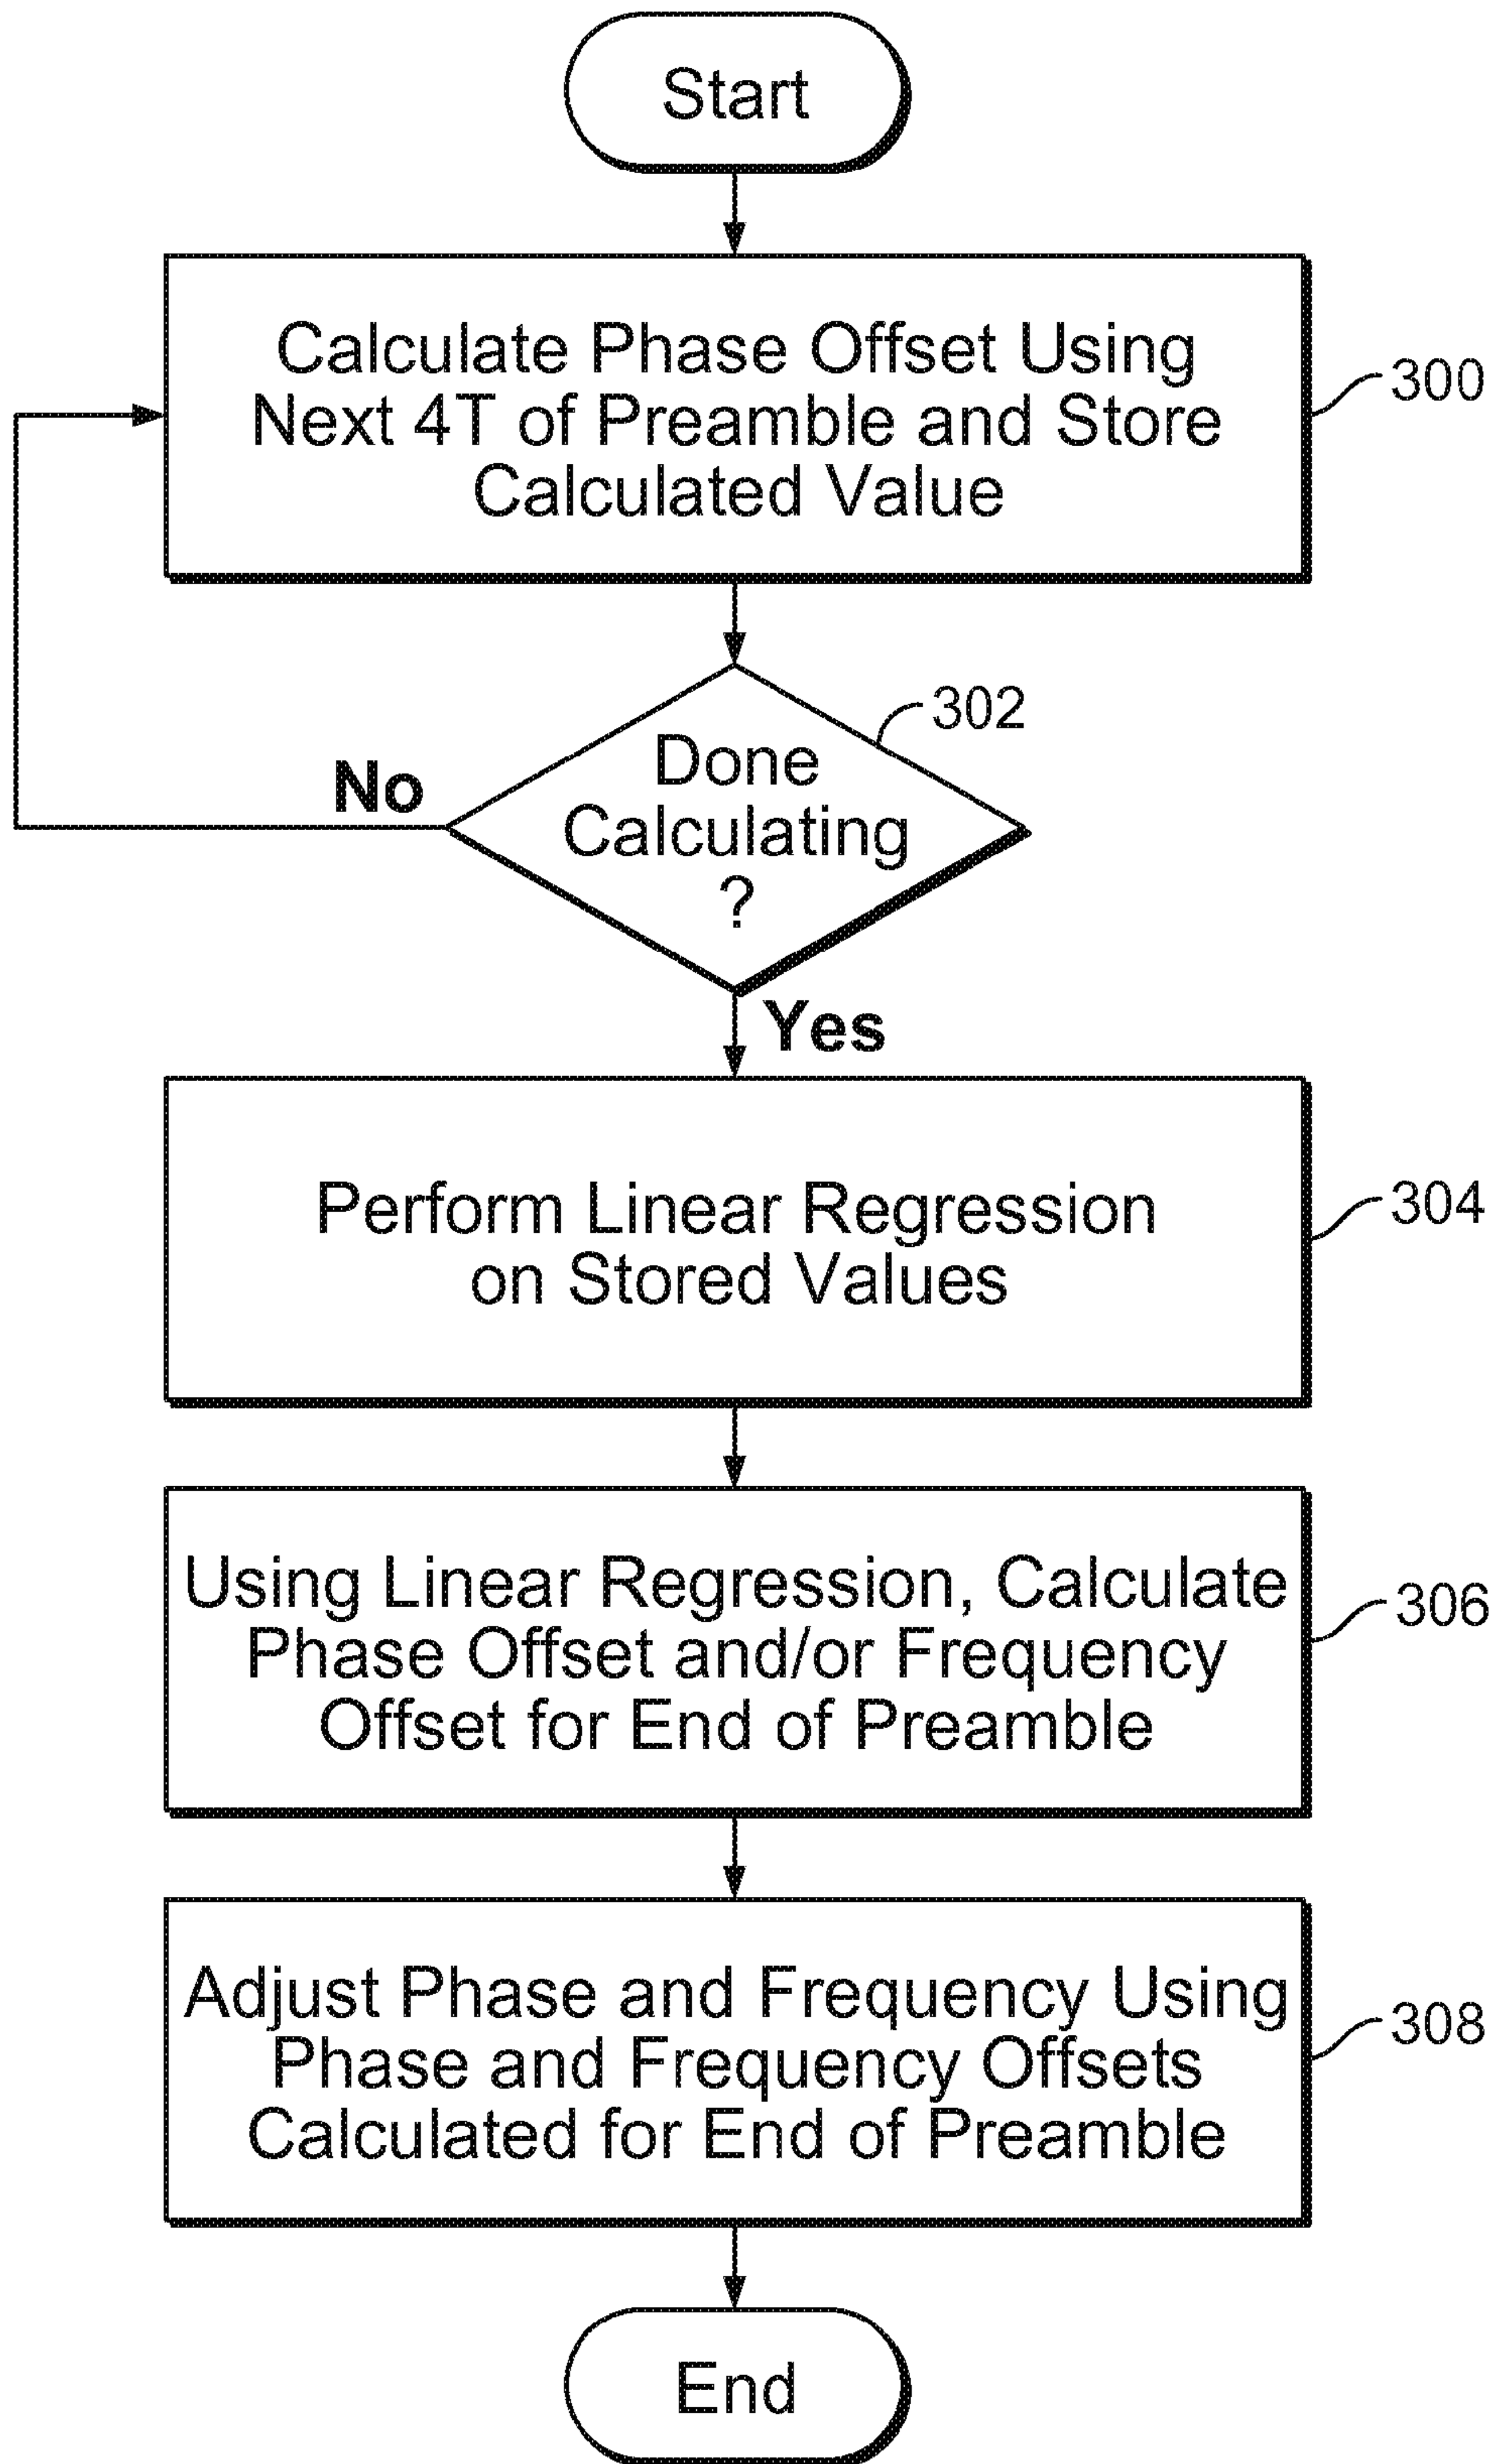 Start
Calculate Phase Offset Using
Next 4T of Preamble and Store
Calculated Value
300
302
Done
Calculating
?
No
Yes
Perform Linear Regression
on Stored Values
304
Using Linear Regression, Calculate
Phase Offset and/or Frequency
Offset for End of Preamble
306
Adjust Phase and Frequency Using
Phase and Frequency Offsets
Calculated for End of Preamble
308
End